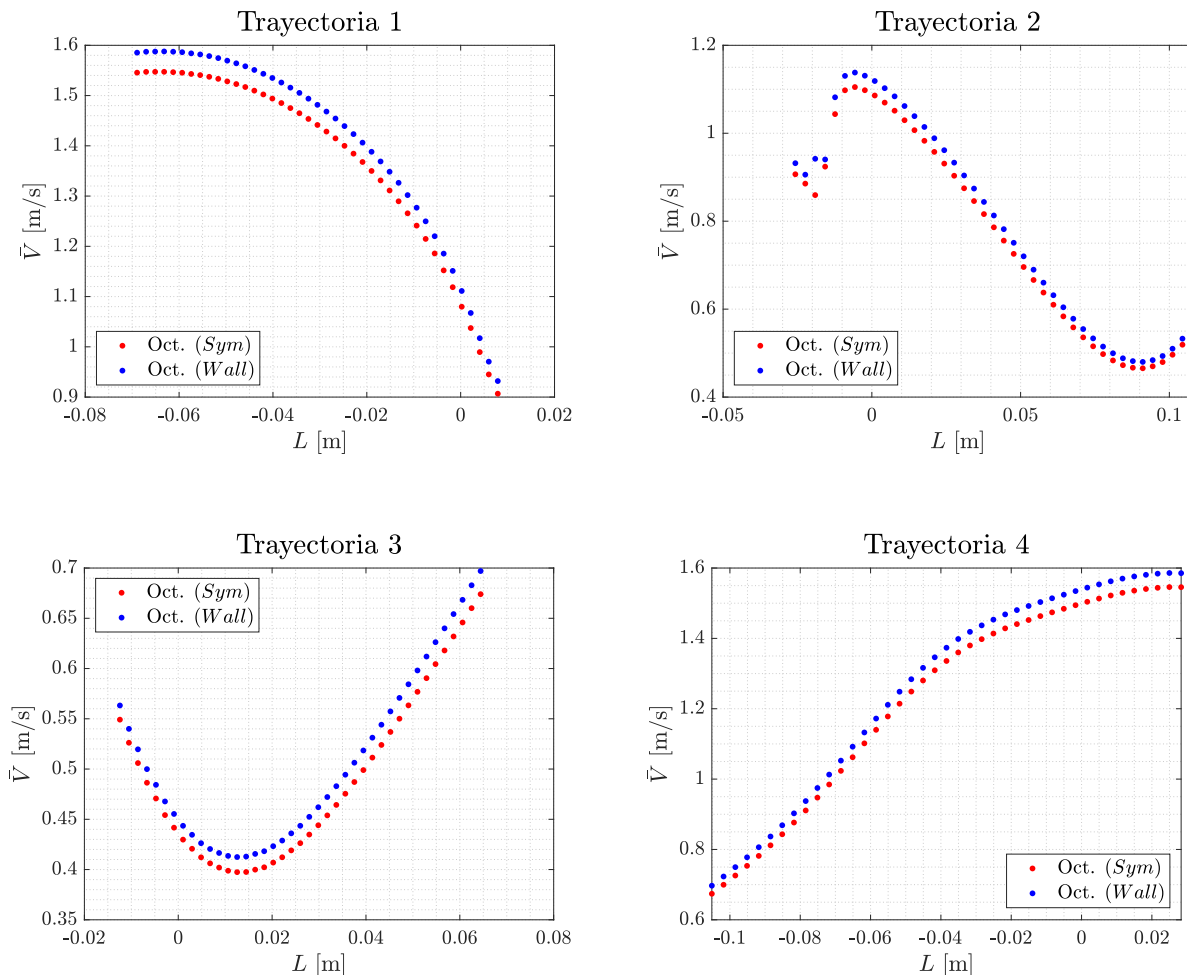 Trayectoria 1
1.6
1.5
1.4
1.3
1.2
1.1
1
0.9
V̄ [m/s]
Oct. (Sym)
Oct. (Wall)
-0.08
-0.06
-0.04
-0.02
0
0.02
L [m]
Trayectoria 2
1.2
1
0.8
0.6
0.4
V̄ [m/s]
Oct. (Sym)
Oct. (Wall)
-0.05
0
0.05
0.1
L [m]
Trayectoria 3
0.7
0.65
0.6
0.55
0.5
0.45
0.4
0.35
V̄ [m/s]
Oct. (Sym)
Oct. (Wall)
-0.02
0
0.02
0.04
0.06
0.08
L [m]
Trayectoria 4
1.6
1.4
1.2
1
0.8
0.6
V̄ [m/s]
Oct. (Sym)
Oct. (Wall)
-0.1
-0.08
-0.06
-0.04
-0.02
0
0.02
L [m]